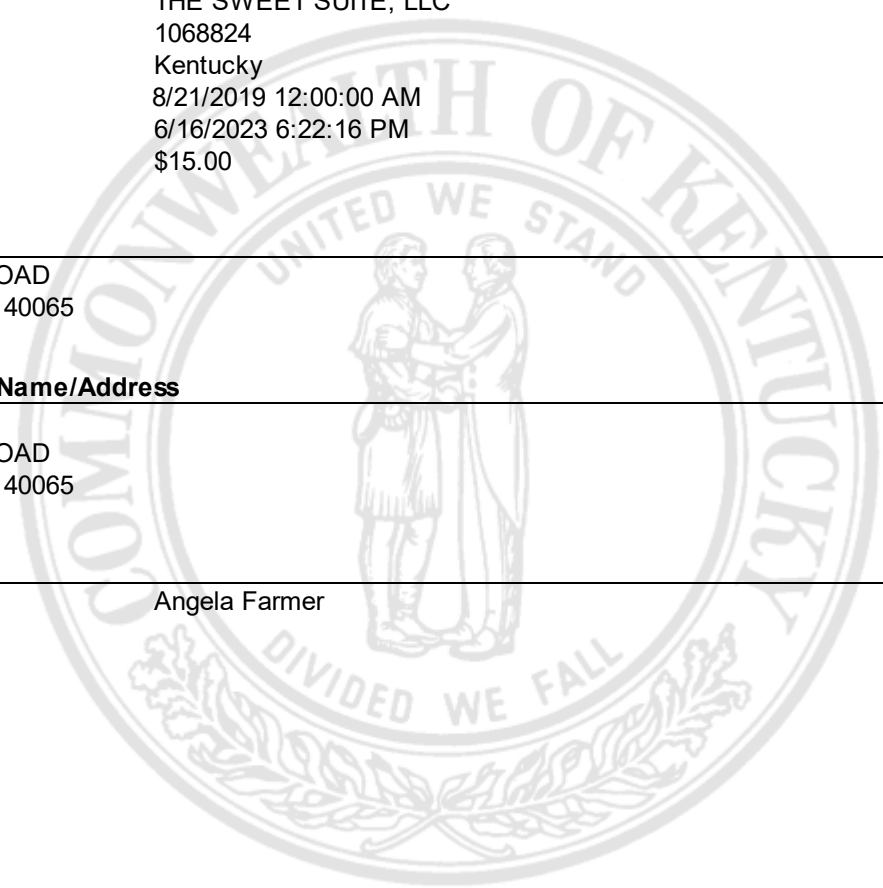 THE SWEET SUITE, LLC
1068824
Kentucky
8/21/2019 12:00:00 AM
6/16/2023 6:22:16 PM
$15.00
OAD
40065
Name/Address
OAD
40065
Angela Farmer
COMMONWEALTH OF KENTUCKY
UNITED WE STAND
DIVIDED WE FALL